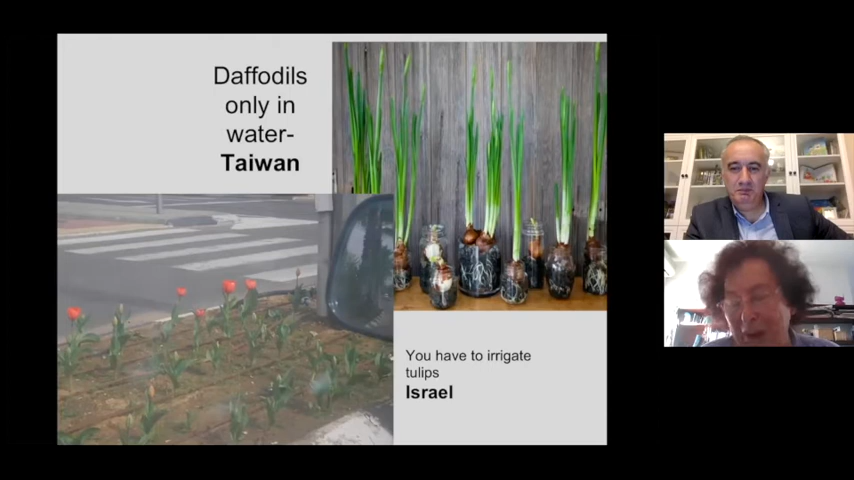 Daffodils
only in
water-
Taiwan
You have to irrigate
tulips
Israel